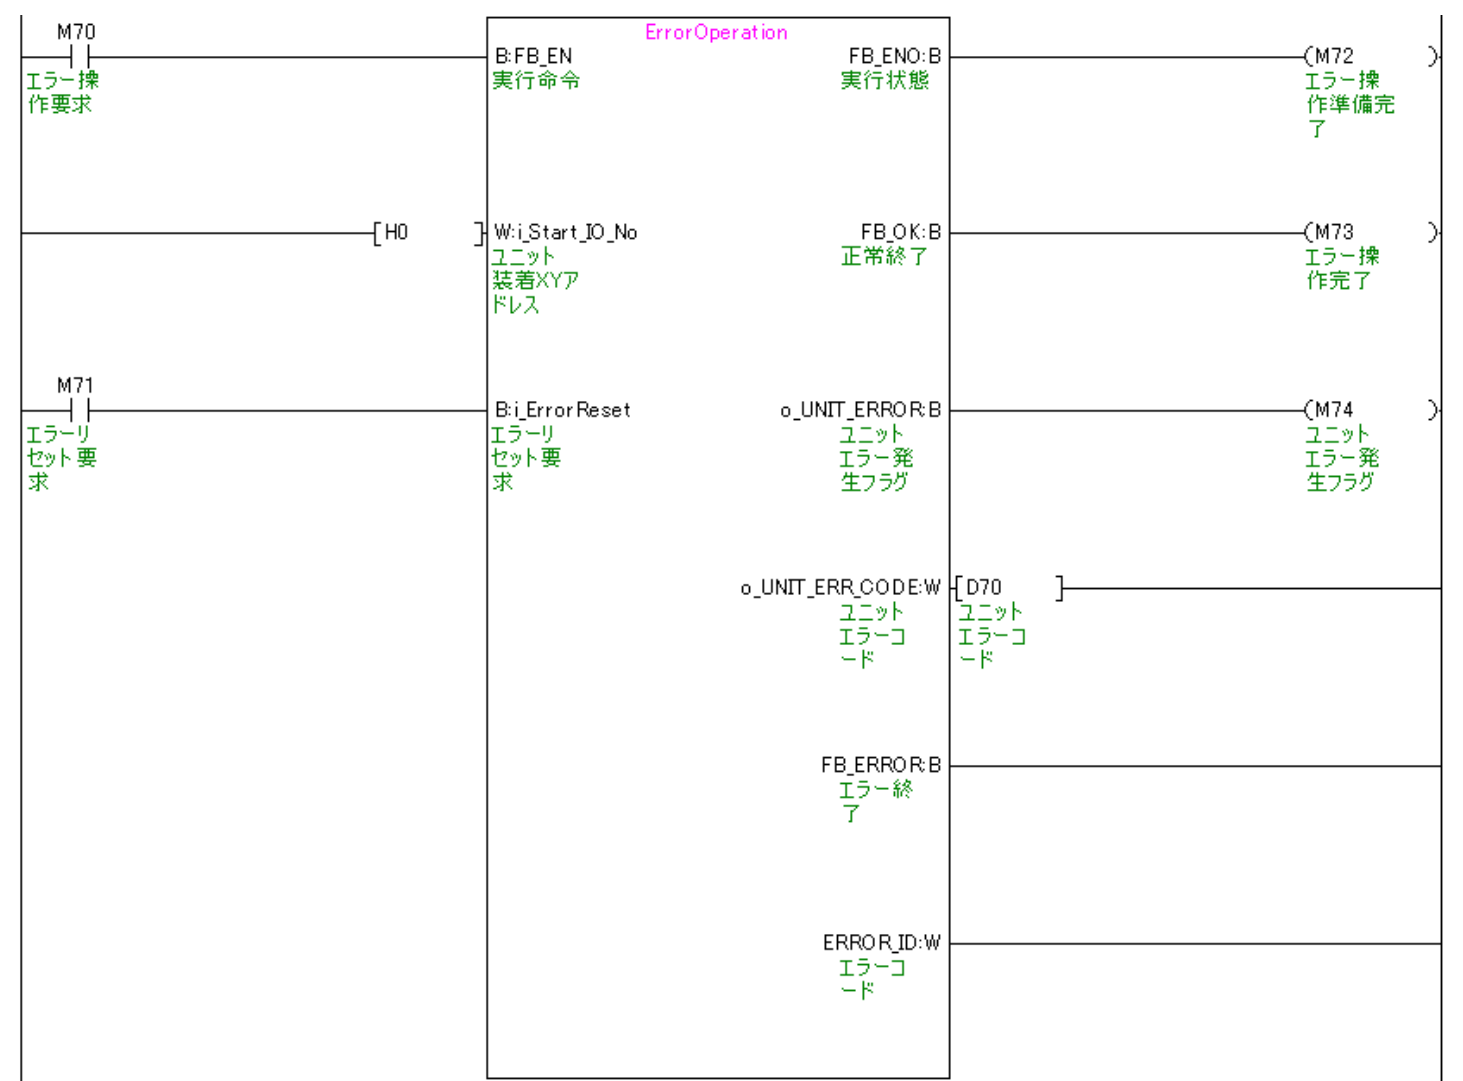 M70
エラー操
作要求
ErrorOperation
B:FB_EN
実行命令
FB_ENO:B
実行状態
(M72 )
エラー操
作準備完
了
[H0 ]
W:i_Start_IO_No
ユニット
装着XYア
ドレス
FB_OK:B
正常終了
(M73 )
エラー操
作完了
M71
エラーリ
セット要
求
B:i_ErrorReset
エラーリ
セット要
求
o_UNIT_ERROR:B
ユニット
エラー発
生フラグ
(M74 )
ユニット
エラー発
生フラグ
o_UNIT_ERR_CODE:W
ユニット
エラーコ
ード
[D70 ]
ユニット
エラーコ
ード
FB_ERROR:B
エラー終
了
ERROR_ID:W
エラーコ
ード